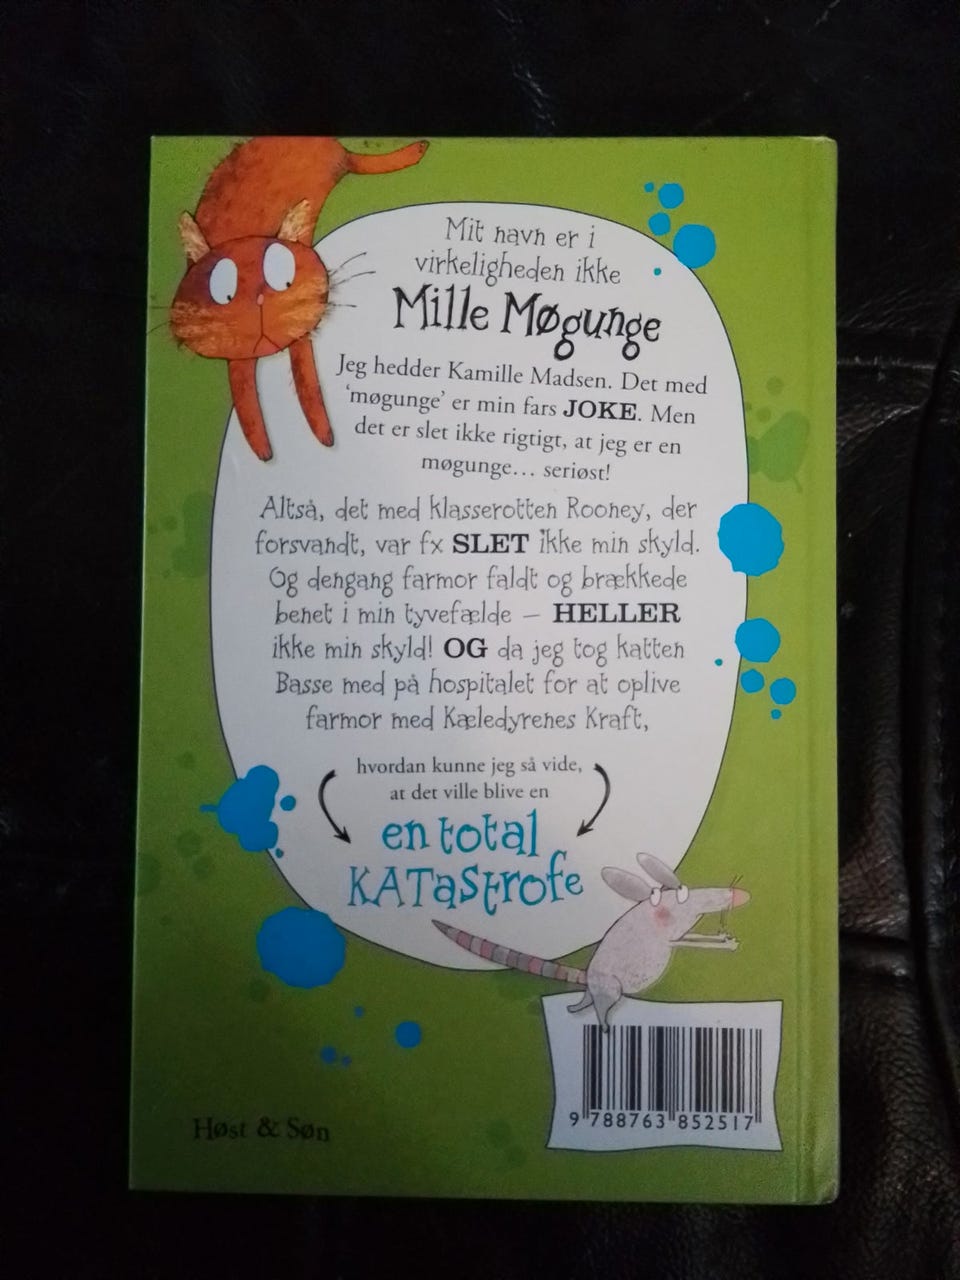 Mit navn er i
virkeligheden ikke
Mille Møgunge
Jeg hedder Kamille Madsen. Det med
'møgunge' er min fars JOKE. Men
det er slet ikke rigtigt, at jeg er en
møgunge... seriøst!
Altså, det med klasserotten Rooney, der
forsvandt, var fx SLET ikke min skyld.
Og dengang farmor faldt og brækkede
benet i min tyvefælde – HELLER
ikke min skyld! OG da jeg tog katten
Basse med på hospitalet for at oplive
farmor med Kæledyrenes Kraft,
hvordan kunne jeg så vide,
at det ville blive en
en total
KATastrofe
9 788763 852517
Høst & Søn